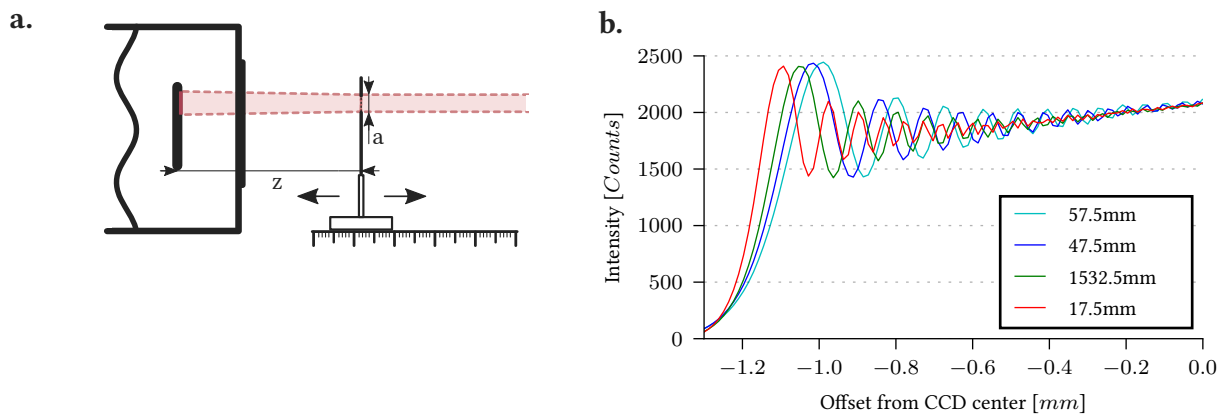 a.
a
z
b.
2500
2000
1500
1000
500
0
Intensity [Counts]
57.5mm
47.5mm
1532.5mm
17.5mm
−1.2 −1.0 −0.8 −0.6 −0.4 −0.2 0.0
Offset from CCD center [mm]